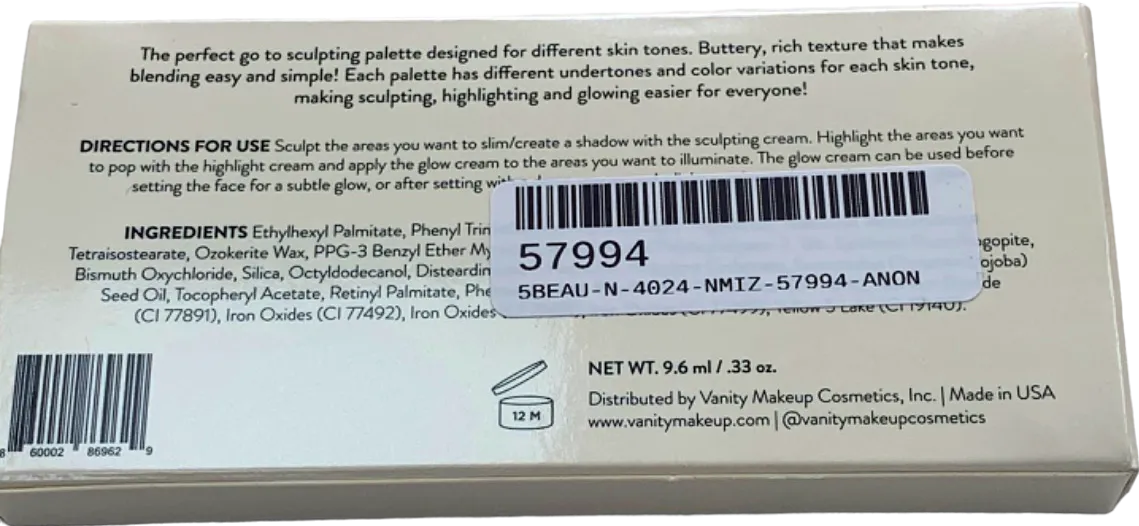 The perfect go to sculpting palette designed for different skin tones. Buttery, rich texture that makes
blending easy and simple! Each palette has different undertones and color variations for each skin tone,
making sculpting, highlighting and glowing easier for everyone!
DIRECTIONS FOR USE Sculpt the areas you want to slim/create a shadow with the sculpting cream. Highlight the areas you want
to pop with the highlight cream and apply the glow cream to the areas you want to illuminate. The glow cream can be used before
setting the face for a subtle glow, or after setting
INGREDIENTS Ethylhexyl Palmitate, Phenyl
Tetraisostearate, Ozokerite Wax, PPG-3 Benzyl Ether
Bismuth Oxychloride, Silica, Octyldodecanol,
ojoba)
Seed Oil, Tocopheryl Acetate, Retinyl Palmitate,
(CI 77891), Iron Oxides (CI 77492), Iron Oxides Yellow 5 Lake (CI 19140).
57994
5BEAU-N-4024-NMIZ-57994-ANON
8 60002 86962 9
12 M
NET WT. 9.6 ml / .33 oz.
Distributed by Vanity Makeup Cosmetics, Inc. | Made in USA
www.vanitymakeup.com | @vanitymakeupcosmetics